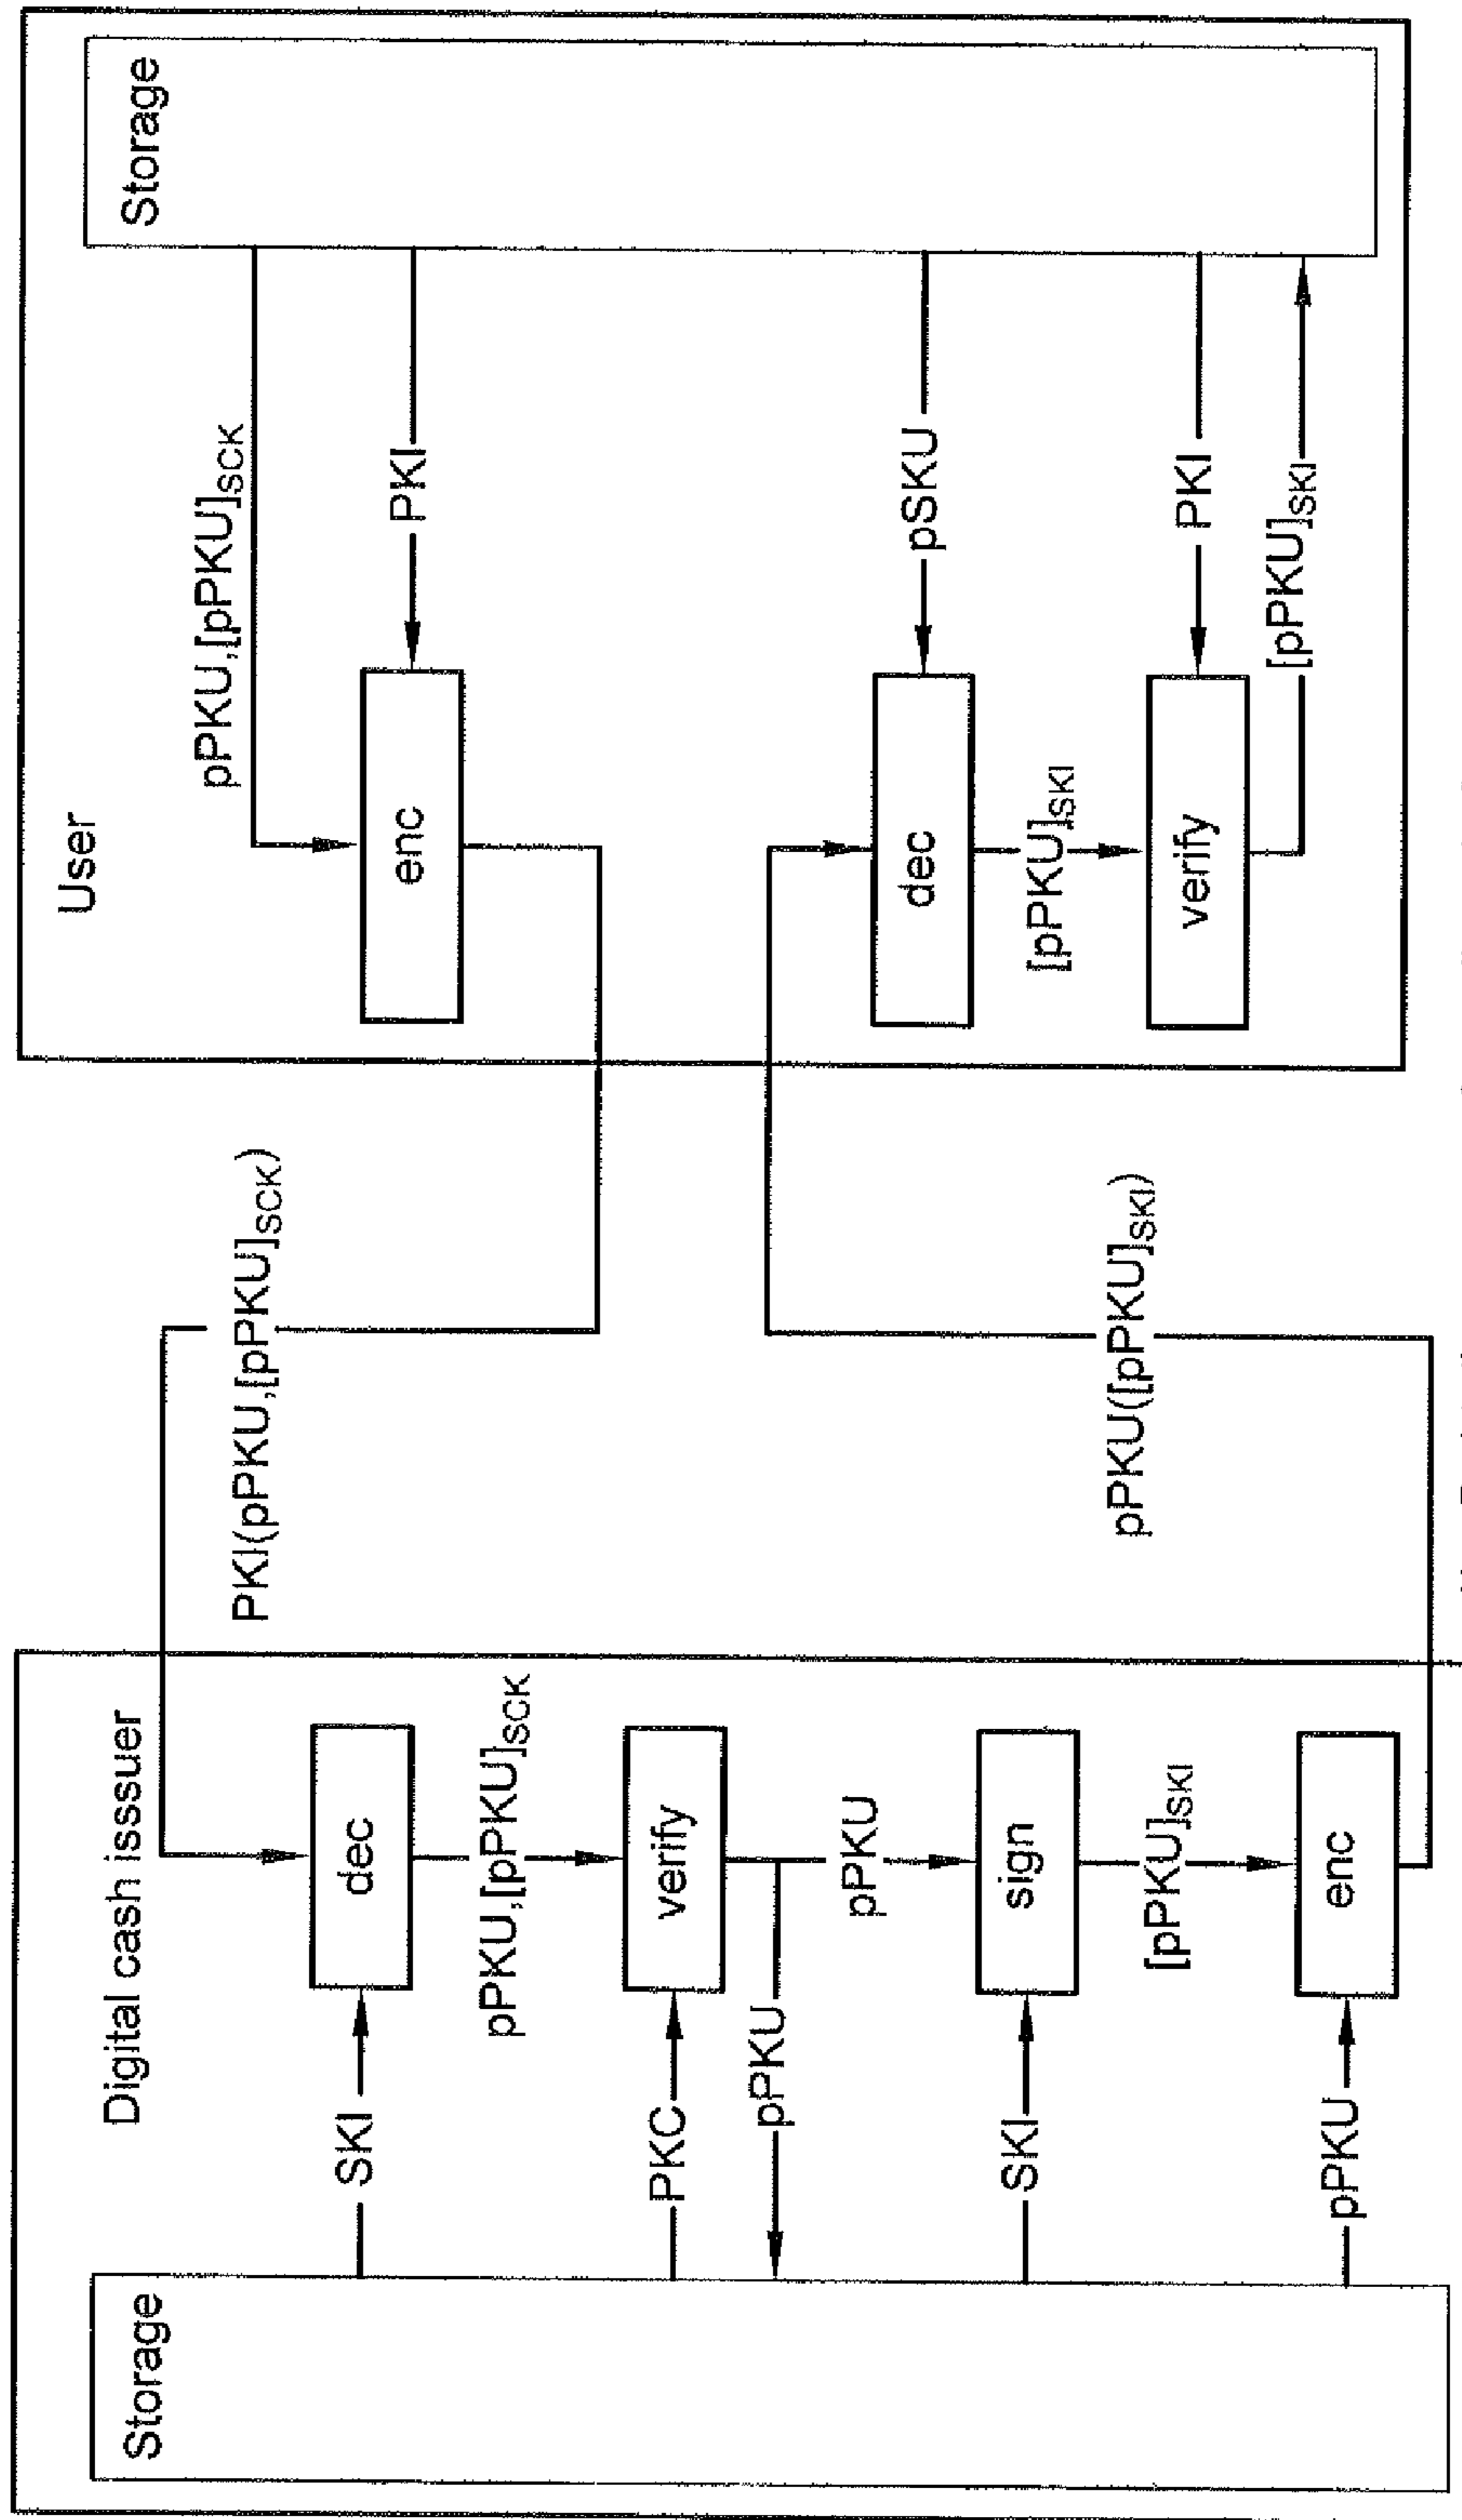 Digital cash isssuer
Storage
SKI
dec
pPKU,[pPKU]SCK
PKC
verify
pPKU
pPKU
SKI
sign
[pPKU]SKI
pPKU
enc
PKI(pPKU,[pPKU]SCK)
pPKU([pPKU]SKI)
User
Storage
pPKU,[pPKU]SCK
PKI
enc
pSKU
dec
[pPKU]SKI
PKI
verify
[pPKU]SKI